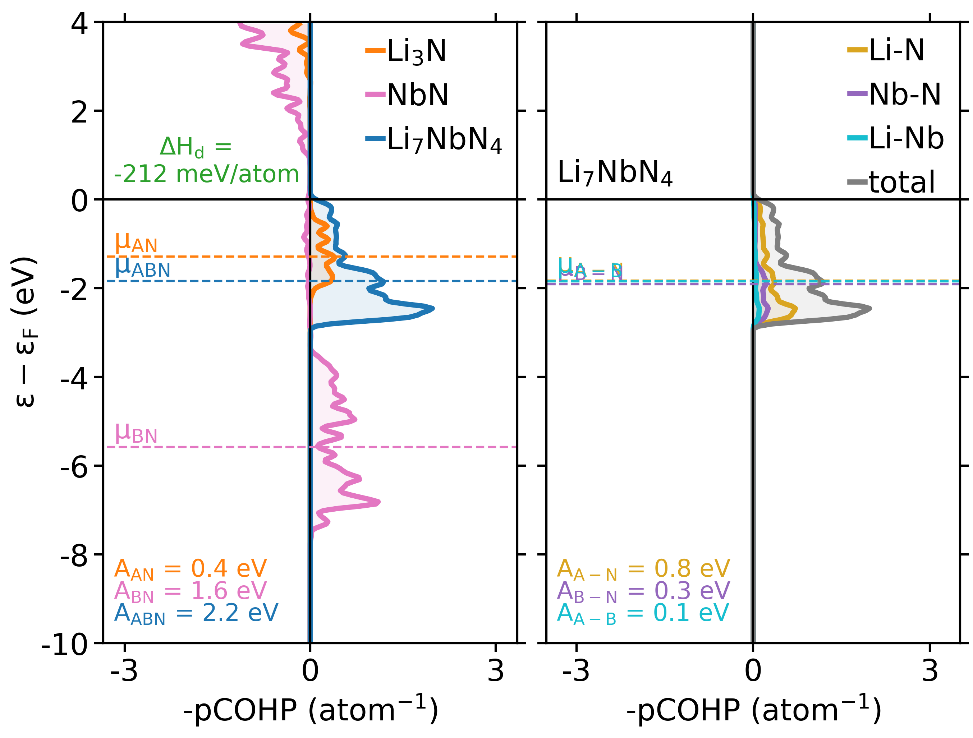 4
2
0
-2
-4
-6
-8
-10
ε − ε_F (eV)
Li₃N
NbN
Li₇NbN₄
ΔH_d =
-212 meV/atom
μ_AN
μ_ABN
μ_BN
A_AN = 0.4 eV
A_BN = 1.6 eV
A_ABN = 2.2 eV
-3
0
3
-pCOHP (atom⁻¹)
Li-N
Nb-N
Li-Nb
total
Li₇NbN₄
A_A−N = 0.8 eV
A_B−N = 0.3 eV
A_A−B = 0.1 eV
-3
0
3
-pCOHP (atom⁻¹)